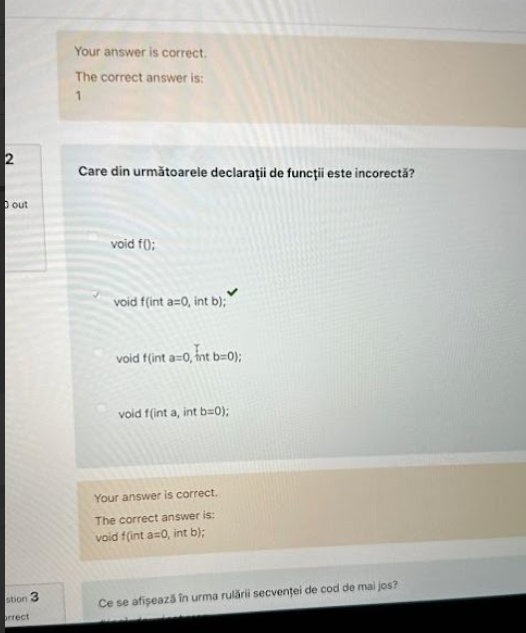 Your answer is correct.
The correct answer is:
1
2
out
Care din următoarele declarații de funcții este incorectă?
void f();
void f(int a=0, int b);
void f(int a=0, int b=0);
void f(int a, int b=0);
Your answer is correct.
The correct answer is:
void f(int a=0, int b);
stion 3
orrect
Ce se afișează în urma rulării secvenței de cod de mai jos?